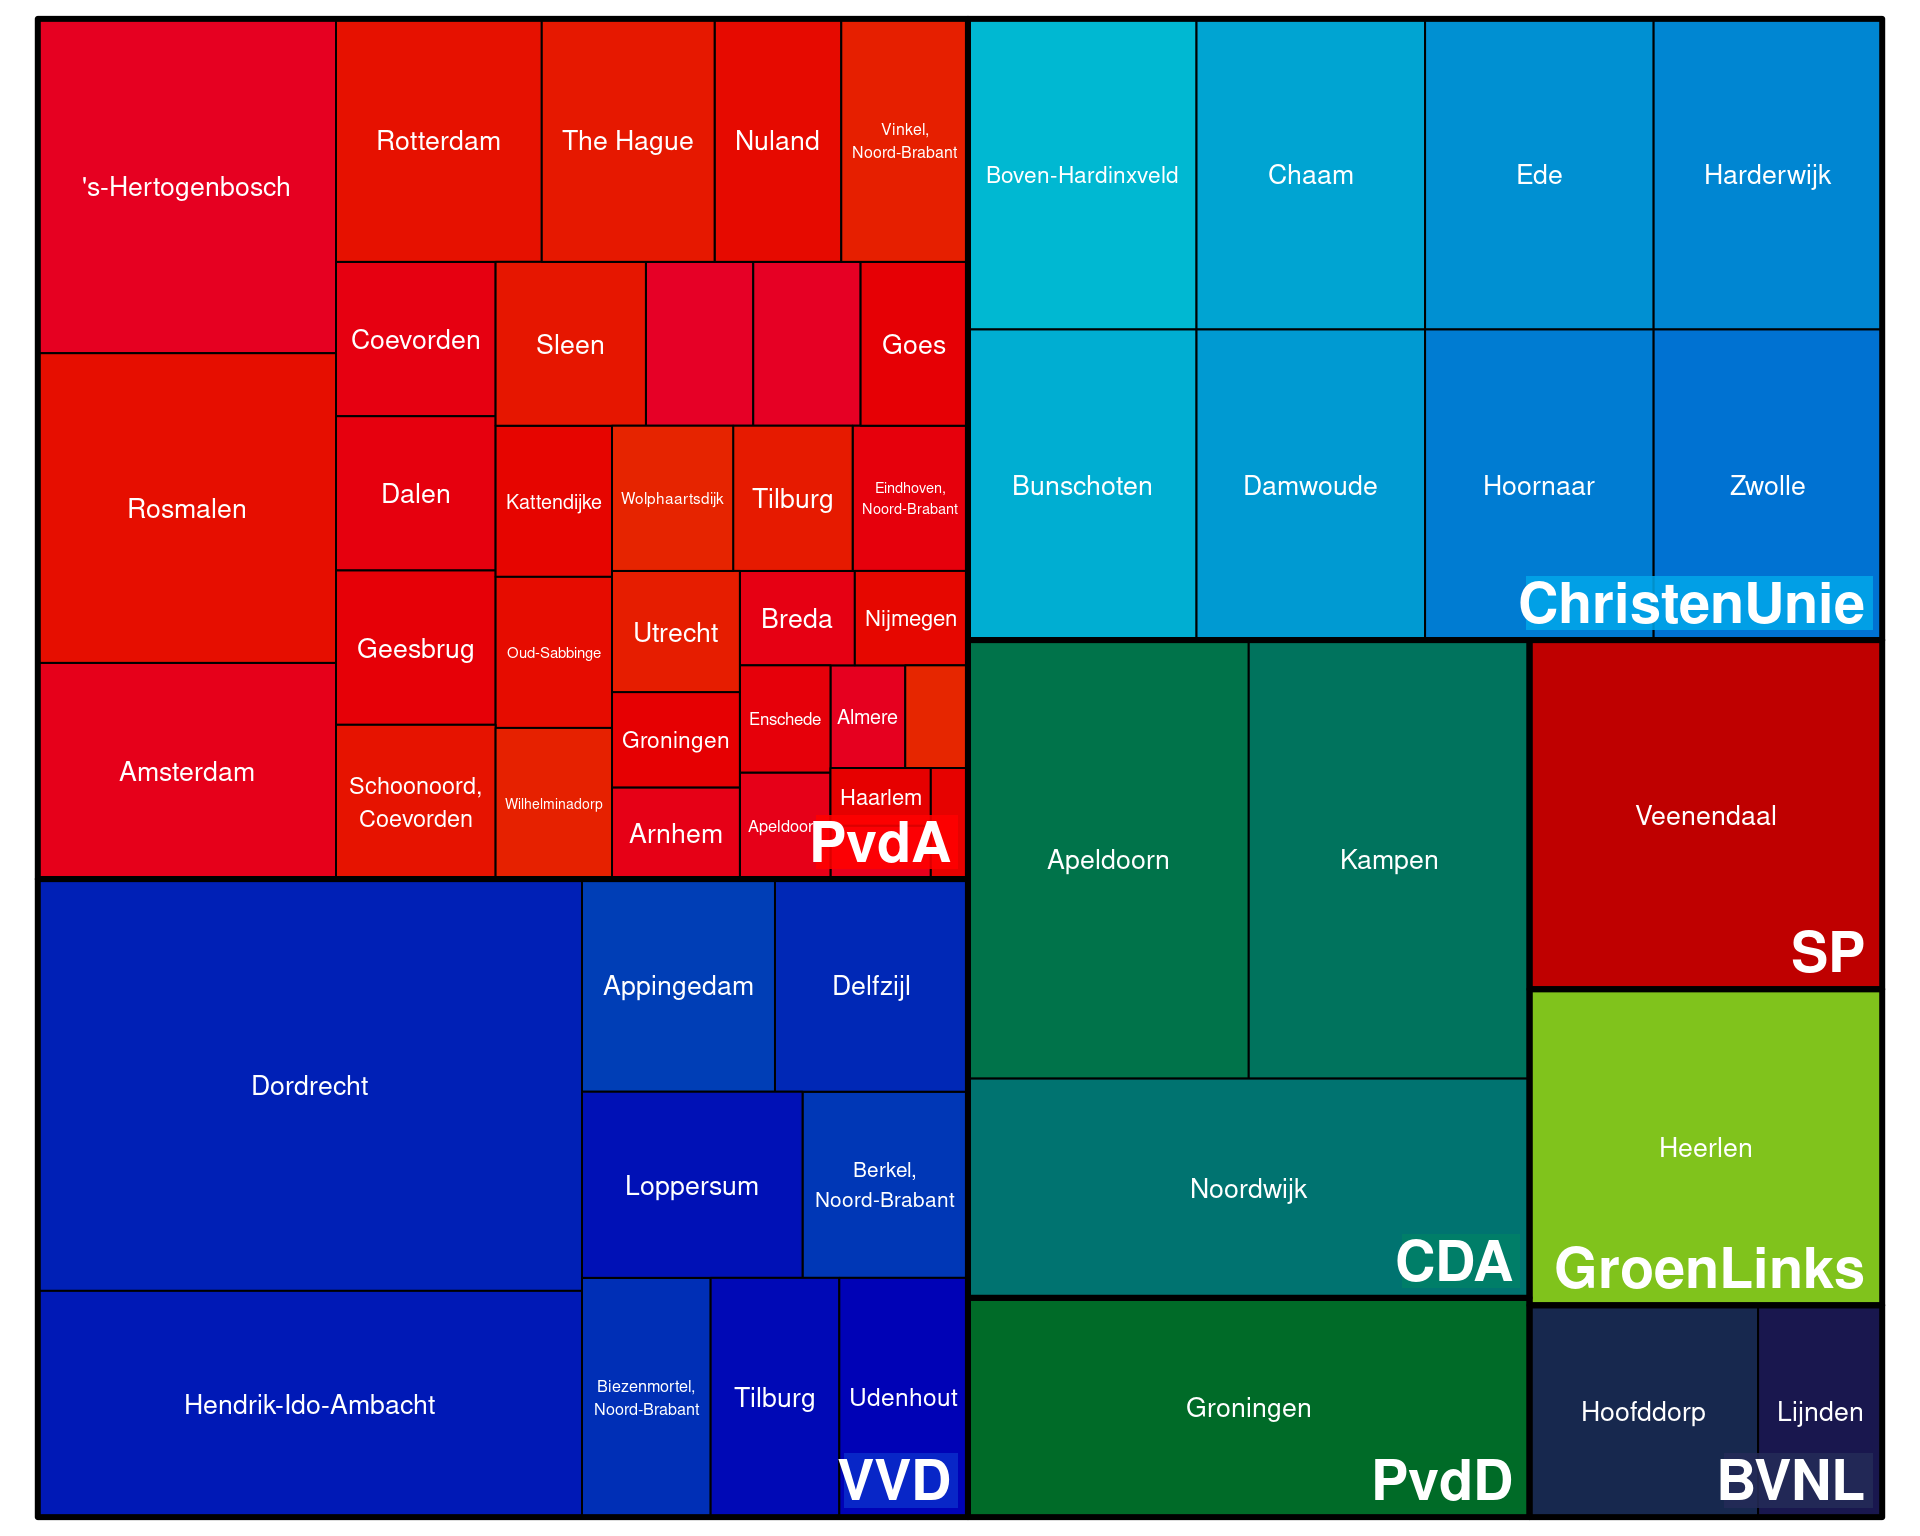 's-Hertogenbosch
Rotterdam
The Hague
Nuland
Vinkel,
Noord-Brabant
Coevorden
Sleen
Goes
Rosmalen
Dalen
Kattendijke
Wolphaartsdijk
Tilburg
Eindhoven,
Noord-Brabant
Geesbrug
Oud-Sabbinge
Utrecht
Breda
Nijmegen
Amsterdam
Schoonoord,
Coevorden
Wilhelminadorp
Groningen
Arnhem
Enschede
Almere
Apeldoorn
Haarlem
PvdA
Boven-Hardinxveld
Chaam
Ede
Harderwijk
Bunschoten
Damwoude
Hoornaar
Zwolle
ChristenUnie
Dordrecht
Appingedam
Delfzijl
Loppersum
Berkel,
Noord-Brabant
Hendrik-Ido-Ambacht
Biezenmortel,
Noord-Brabant
Tilburg
Udenhout
VVD
Apeldoorn
Kampen
Noordwijk
CDA
Veenendaal
SP
Heerlen
GroenLinks
Groningen
PvdD
Hoofddorp
Lijnden
BVNL